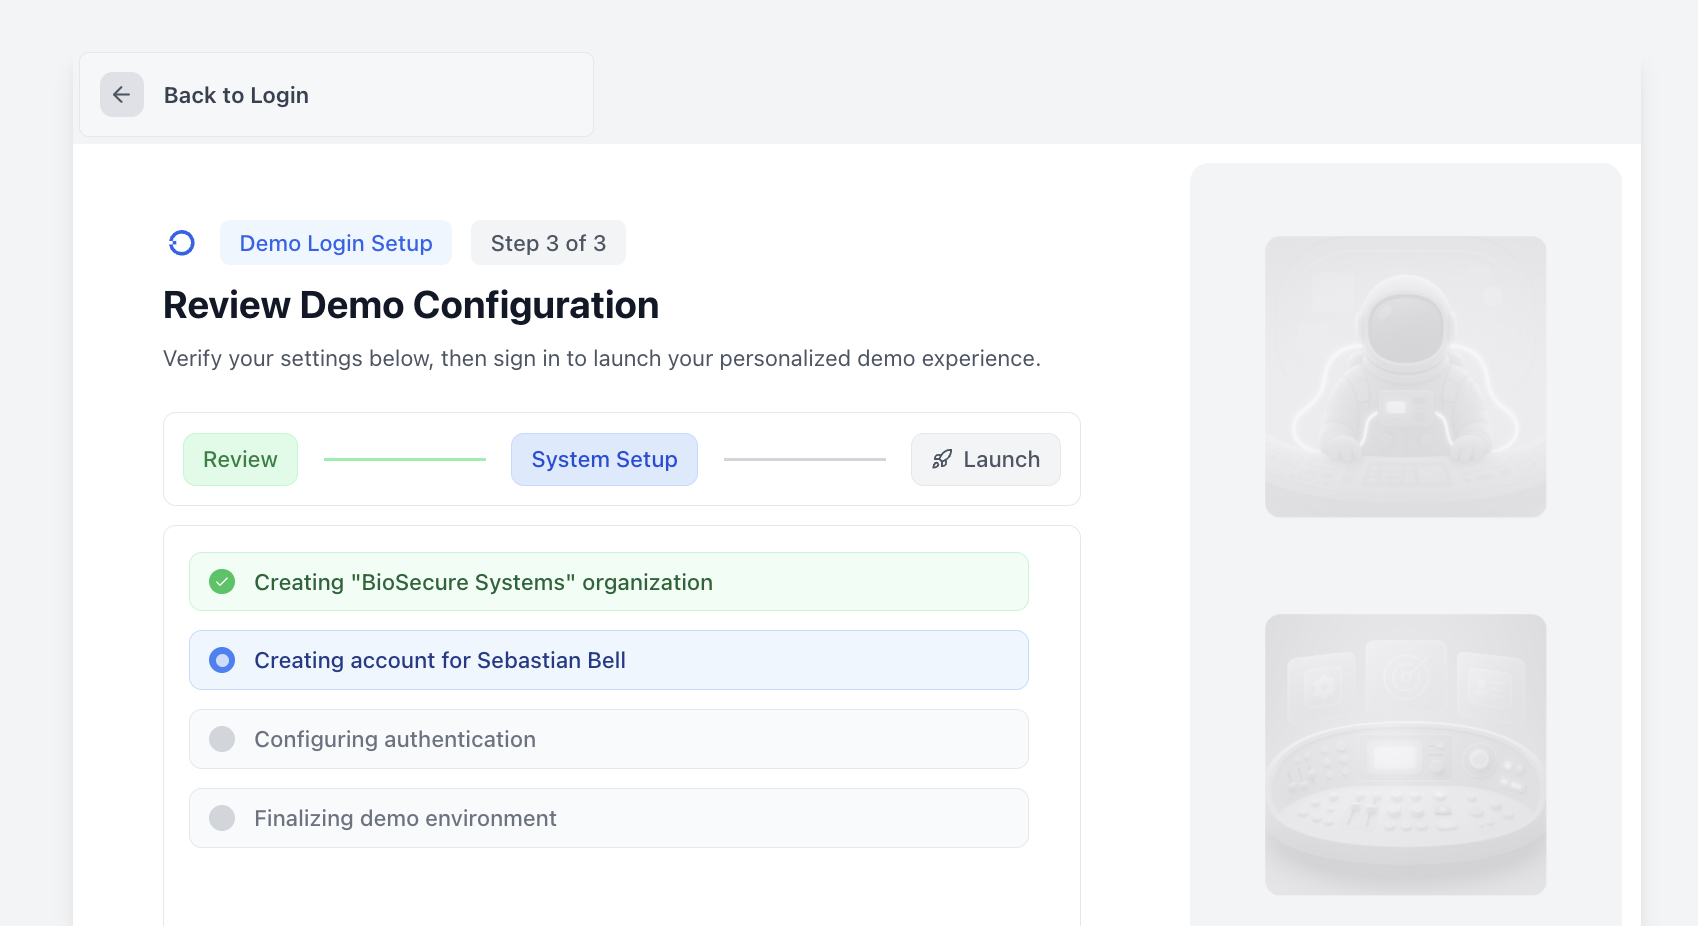 Back to Login
Demo Login Setup
Step 3 of 3
Review Demo Configuration
Verify your settings below, then sign in to launch your personalized demo experience.
Review
System Setup
Launch
Creating "BioSecure Systems" organization
Creating account for Sebastian Bell
Configuring authentication
Finalizing demo environment